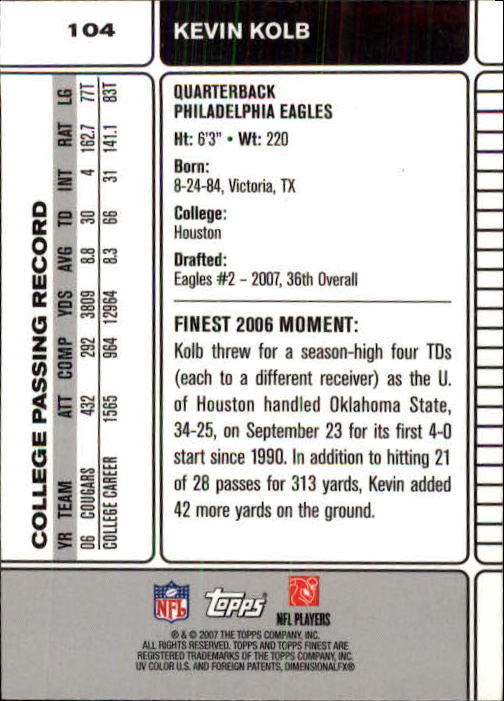 104
KEVIN KOLB
COLLEGE PASSING RECORD
YR TEAM ATT COMP YDS AVG TD INT RAT LG
06 COUGARS 432 292 3809 8.8 30 4 162.7 77T
COLLEGE CAREER 1565 964 12964 8.3 66 31 141.1 83T
QUARTERBACK
PHILADELPHIA EAGLES
Ht: 6'3" • Wt: 220
Born:
8-24-84, Victoria, TX
College:
Houston
Drafted:
Eagles #2 – 2007, 36th Overall
FINEST 2006 MOMENT:
Kolb threw for a season-high four TDs
(each to a different receiver) as the U.
of Houston handled Oklahoma State,
34-25, on September 23 for its first 4-0
start since 1990. In addition to hitting 21
of 28 passes for 313 yards, Kevin added
42 more yards on the ground.
NFL
Topps
NFL PLAYERS
® & © 2007 THE TOPPS COMPANY, INC.
ALL RIGHTS RESERVED. TOPPS AND TOPPS FINEST ARE
REGISTERED TRADEMARKS OF THE TOPPS COMPANY, INC.
UV COLOR U.S. AND FOREIGN PATENTS, DIMENSIONALFX®